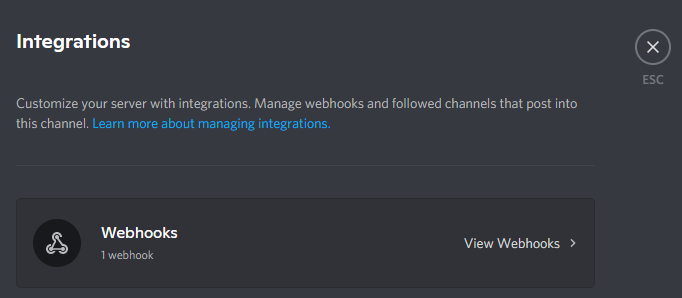 Integrations
ESC
Customize your server with integrations. Manage webhooks and followed channels that post into
this channel. Learn more about managing integrations.
Webhooks
1 webhook
View Webhooks